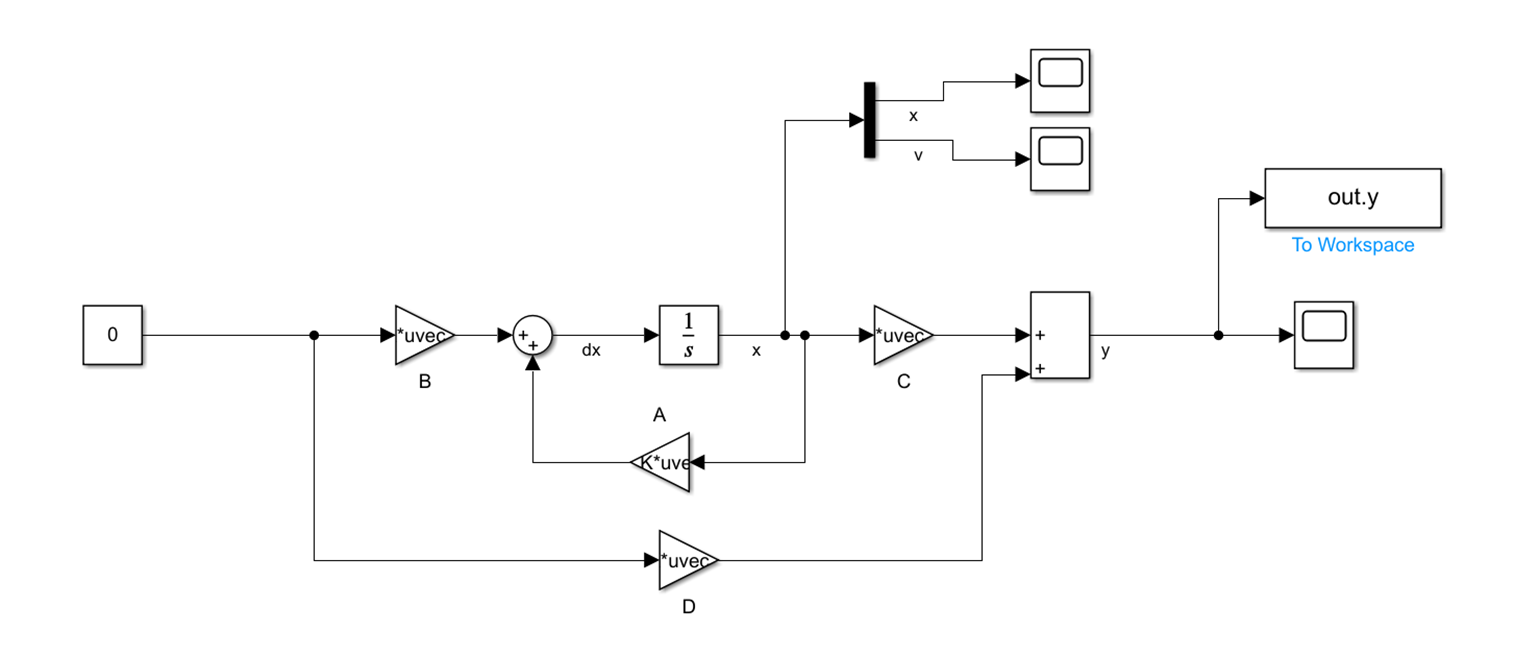 x
v
out.y
To Workspace
0
*uvec
B
+
+
dx
1
s
x
*uvec
C
+
+
y
A
K*uve
*uvec
D